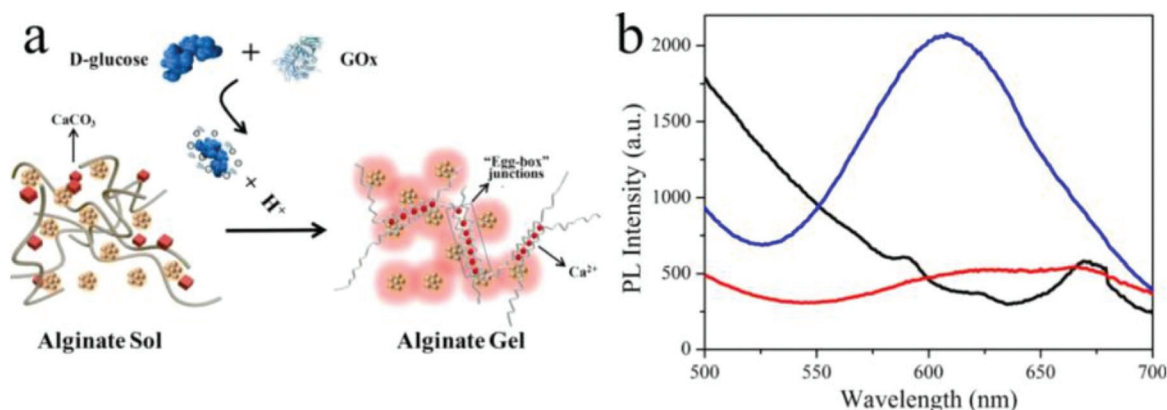 a
D-glucose
+
GOx
CaCO₃
× H×
"Egg-box"
junctions
Ca²⁺
Alginate Sol
Alginate Gel
b
PL Intensity (a.u.)
2000
1500
1000
500
0
500
550
600
650
700
Wavelength (nm)